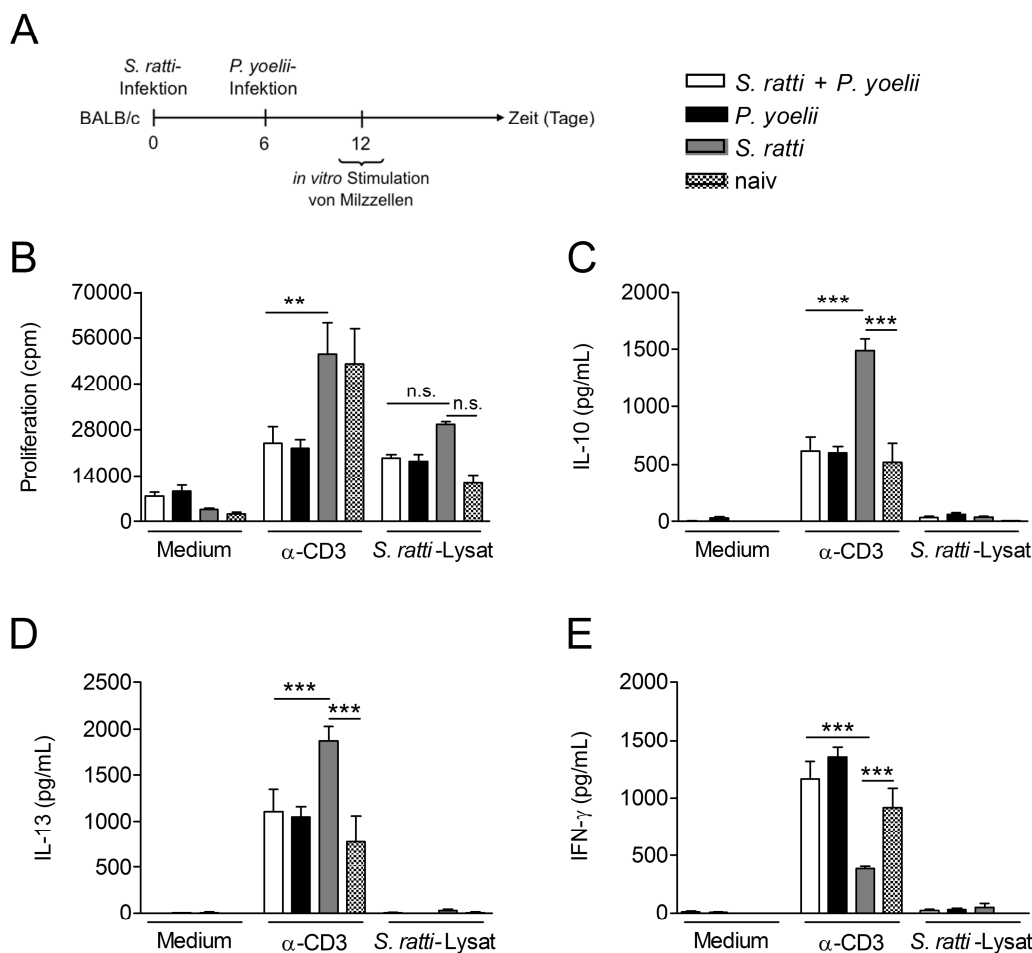 A
S. ratti-
Infektion
P. yoelii-
Infektion
BALB/c
Zeit (Tage)
0
6
12
in vitro Stimulation
von Milzzellen
S. ratti + P. yoelii
P. yoelii
S. ratti
naiv
B
Proliferation (cpm)
70000
56000
42000
28000
14000
0
**
n.s.
n.s.
Medium
α-CD3
S. ratti-Lysat
C
IL-10 (pg/mL)
2000
1500
1000
500
0
***
***
Medium
α-CD3
S. ratti-Lysat
D
IL-13 (pg/mL)
2500
2000
1500
1000
500
0
***
***
Medium
α-CD3
S. ratti-Lysat
E
IFN-γ (pg/mL)
2000
1500
1000
500
0
***
***
Medium
α-CD3
S. ratti-Lysat